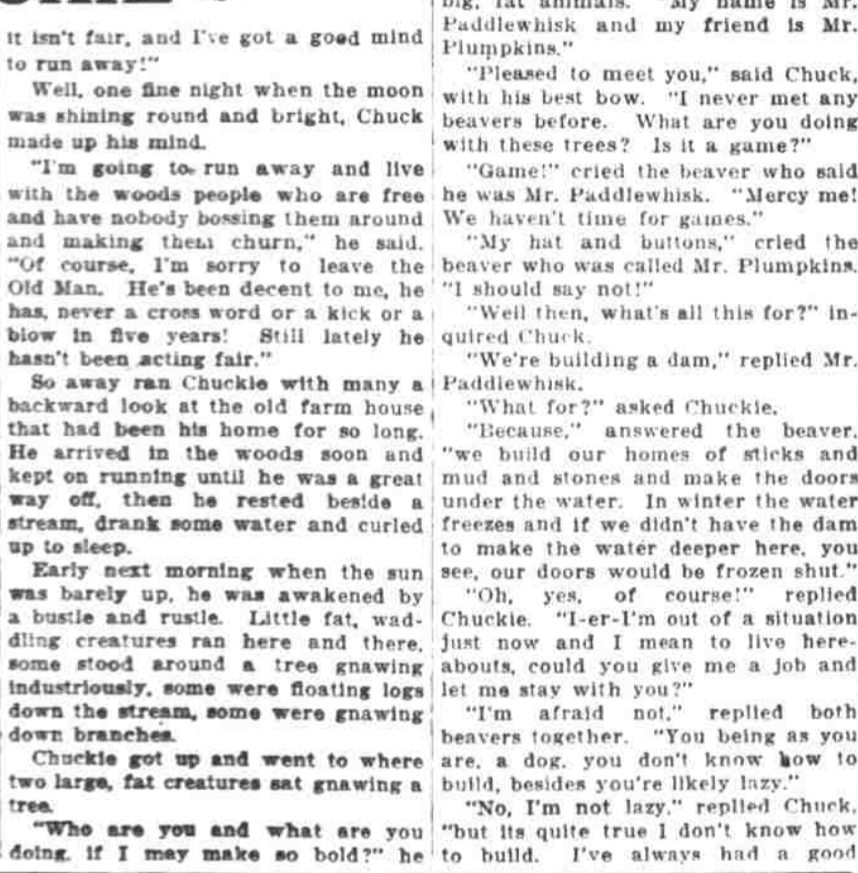 it isn't fair, and I've got a good mind
to run away!"
Well, one fine night when the moon
was shining round and bright, Chuck
made up his mind.
"I'm going to run away and live
with the woods people who are free
and have nobody bossing them around
and making them churn," he said.
"Of course, I'm sorry to leave the
Old Man. He's been decent to me, he
has, never a cross word or a kick or a
blow in five years! Still lately he
hasn't been acting fair."
So away ran Chuckie with many a
backward look at the old farm house
that had been his home for so long.
He arrived in the woods soon and
kept on running until he was a great
way off, then he rested beside a
stream, drank some water and curled
up to sleep.
Early next morning when the sun
was barely up, he was awakened by
a bustle and rustle. Little fat, wad-
dling creatures ran here and there,
some stood around a tree gnawing
industriously, some were floating logs
down the stream, some were gnawing
down branches.
Chuckie got up and went to where
two large, fat creatures sat gnawing a
tree.
"Who are you and what are you
doing, if I may make so bold?" he
big, fat animals. "My name is Mr.
Paddlewhisk and my friend is Mr.
Plumpkins."
"Pleased to meet you," said Chuck,
with his best bow. "I never met any
beavers before. What are you doing
with these trees? Is it a game?"
"Game!" cried the beaver who said
he was Mr. Paddlewhisk. "Mercy me!
We haven't time for games."
"My hat and buttons," cried the
beaver who was called Mr. Plumpkins.
"I should say not!"
"Well then, what's all this for?" in-
quired Chuck.
"We're building a dam," replied Mr.
Paddlewhisk.
"What for?" asked Chuckie.
"Because," answered the beaver,
"we build our homes of sticks and
mud and stones and make the doors
under the water. In winter the water
freezes and if we didn't have the dam
to make the water deeper here, you
see, our doors would be frozen shut."
"Oh, yes, of course!" replied
Chuckie. "I-er-I'm out of a situation
just now and I mean to live here-
abouts, could you give me a job and
let me stay with you?"
"I'm afraid not," replied both
beavers together. "You being as you
are, a dog, you don't know how to
build, besides you're likely lazy."
"No, I'm not lazy," replied Chuck,
"but its quite true I don't know how
to build. I've always had a good